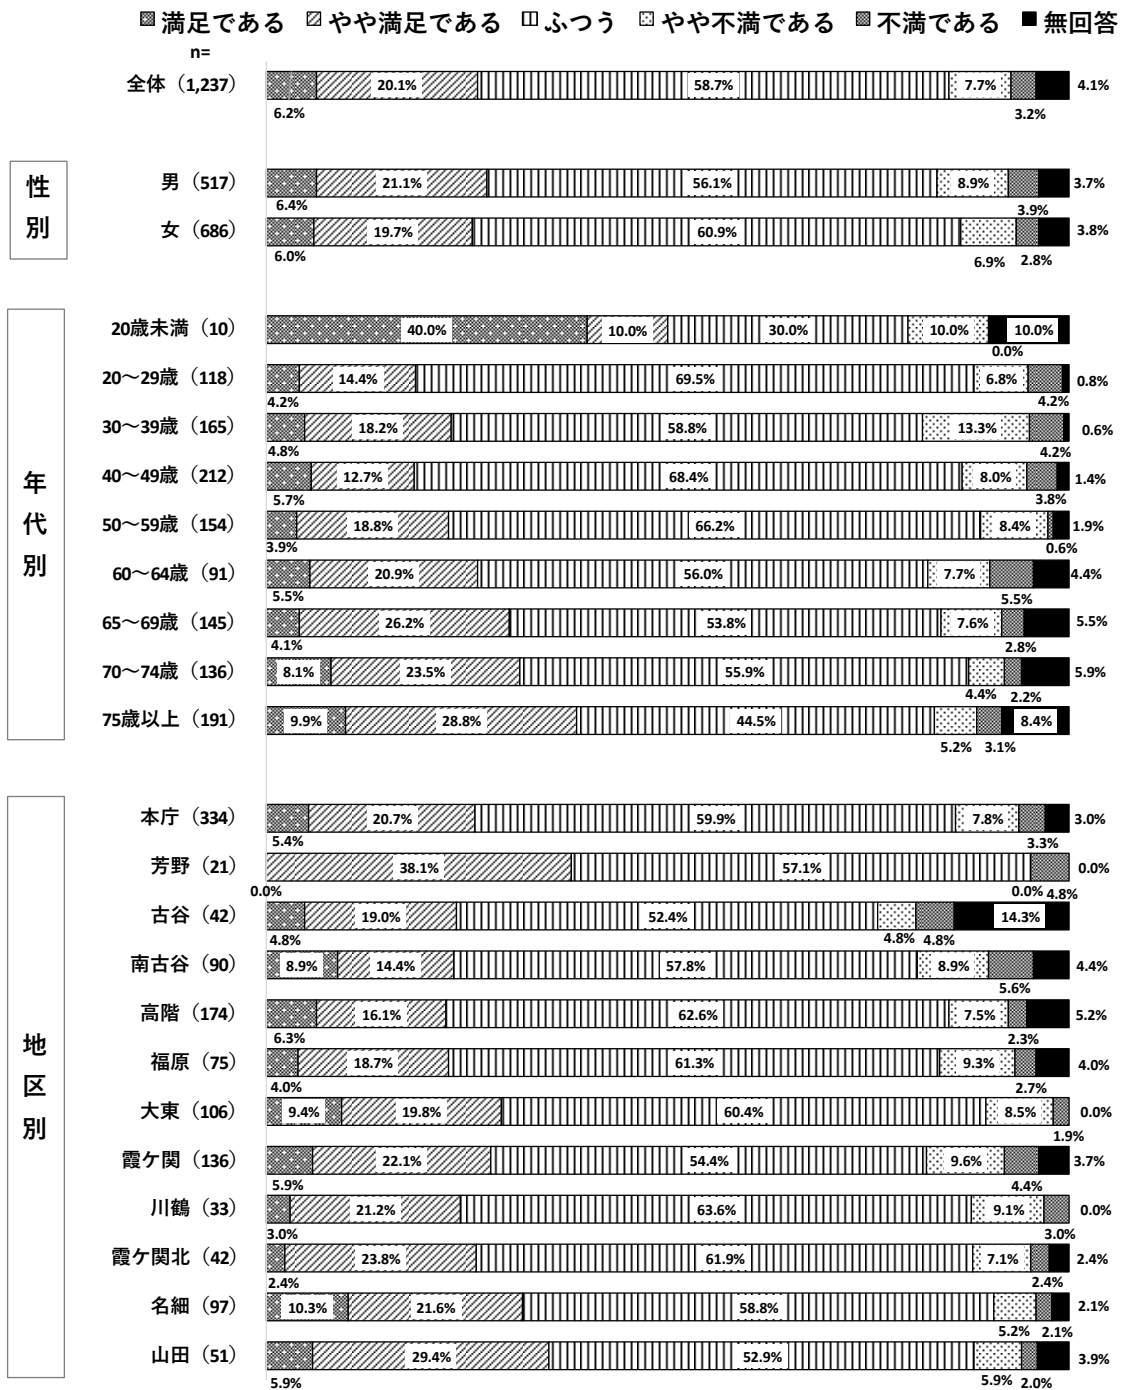 満足である やや満足である ふつう やや不満である 不満である 無回答
n=
全体（1,237） 20.1% 58.7% 7.7% 4.1%
6.2% 3.2%
性別
男（517） 21.1% 56.1% 8.9% 3.7%
6.4% 3.9%
女（686） 19.7% 60.9% 3.8%
6.0% 6.9% 2.8%
年代別
20歳未満（10） 40.0% 10.0% 30.0% 10.0% 10.0%
0.0%
20～29歳（118） 14.4% 69.5% 6.8% 0.8%
4.2% 4.2%
30～39歳（165） 18.2% 58.8% 13.3% 0.6%
4.8% 4.2%
40～49歳（212） 12.7% 68.4% 8.0% 1.4%
5.7% 3.8%
50～59歳（154） 18.8% 66.2% 8.4% 1.9%
3.9% 0.6%
60～64歳（91） 20.9% 56.0% 7.7% 4.4%
5.5% 5.5%
65～69歳（145） 26.2% 53.8% 7.6% 5.5%
4.1% 2.8%
70～74歳（136） 8.1% 23.5% 55.9% 5.9%
4.4% 2.2%
75歳以上（191） 9.9% 28.8% 44.5% 8.4%
5.2% 3.1%
地区別
本庁（334） 20.7% 59.9% 7.8% 3.0%
5.4% 3.3%
芳野（21） 38.1% 57.1% 0.0%
0.0% 0.0% 4.8%
古谷（42） 19.0% 52.4% 14.3%
4.8% 4.8% 4.8%
南古谷（90） 8.9% 14.4% 57.8% 8.9% 4.4%
5.6%
高階（174） 16.1% 62.6% 7.5% 5.2%
6.3% 2.3%
福原（75） 18.7% 61.3% 9.3% 4.0%
4.0% 2.7%
大東（106） 9.4% 19.8% 60.4% 8.5% 0.0%
1.9%
霞ケ関（136） 22.1% 54.4% 9.6% 3.7%
5.9% 4.4%
川鶴（33） 21.2% 63.6% 9.1% 0.0%
3.0% 3.0%
霞ケ関北（42） 23.8% 61.9% 7.1% 2.4%
2.4% 2.4%
名細（97） 10.3% 21.6% 58.8% 2.1%
5.2% 2.1%
山田（51） 29.4% 52.9% 3.9%
5.9% 5.9% 2.0%